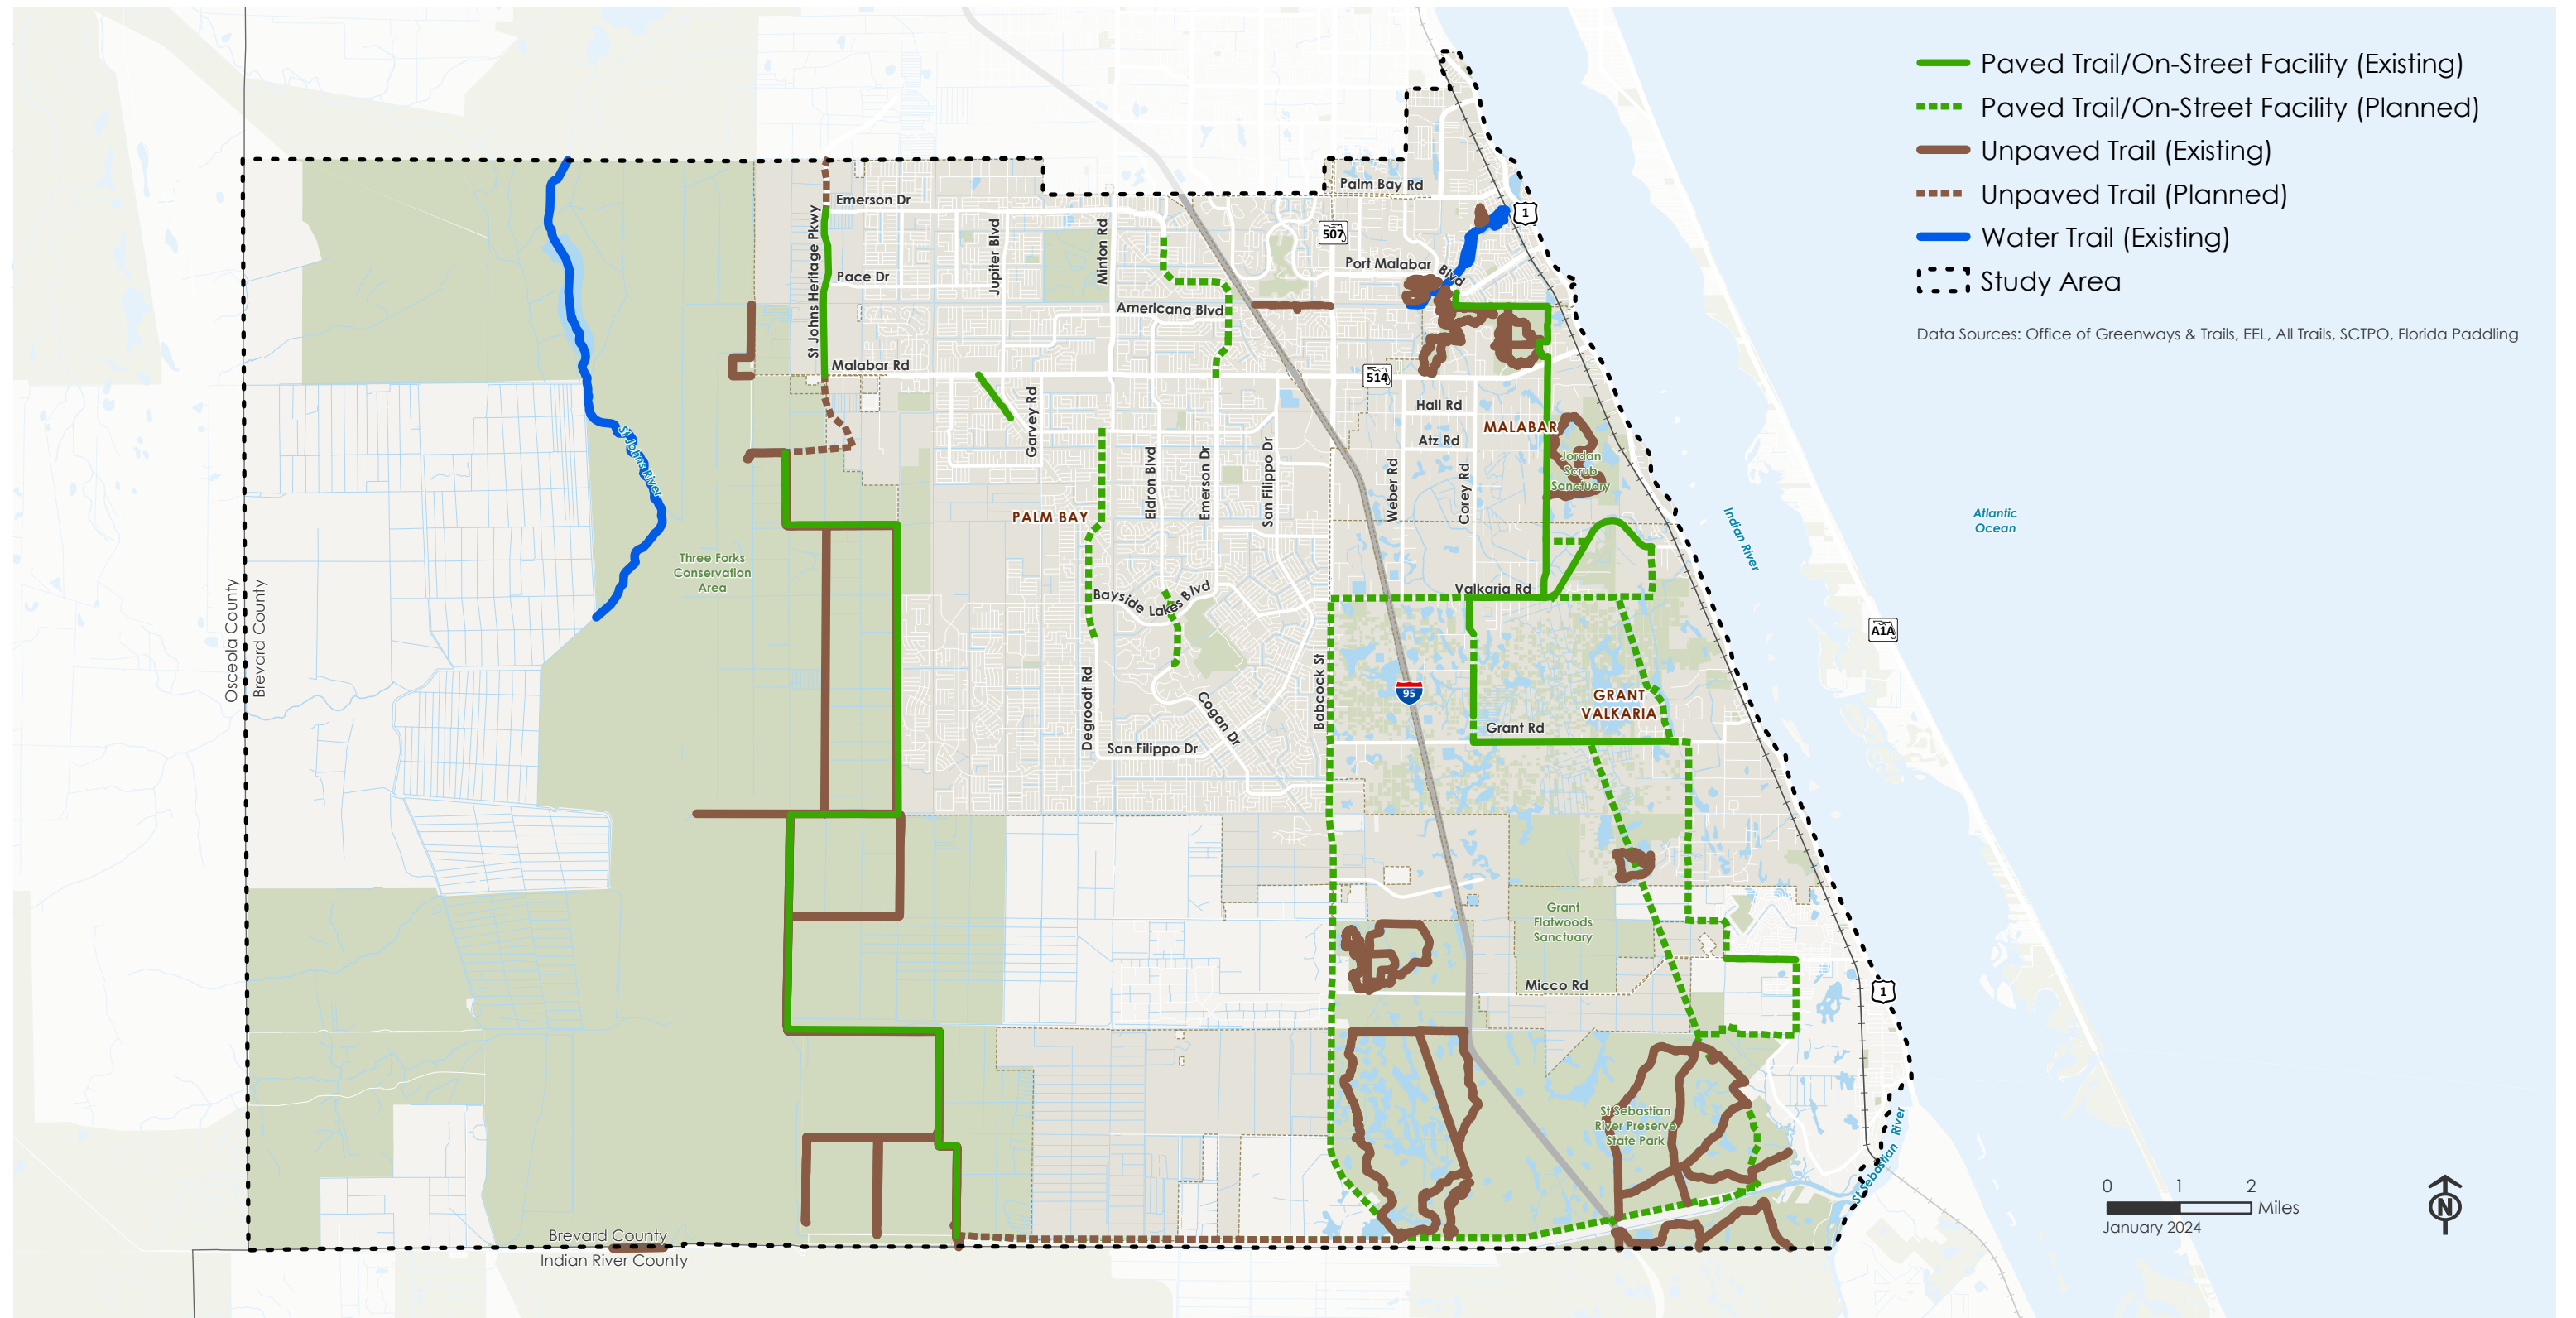 Paved Trail/On-Street Facility (Existing)
Paved Trail/On-Street Facility (Planned)
Unpaved Trail (Existing)
Unpaved Trail (Planned)
Water Trail (Existing)
Study Area
Data Sources: Office of Greenways & Trails, EEL, All Trails, SCTPO, Florida Paddling
Palm Bay Rd
Emerson Dr
1
507
St Johns Heritage Pkwy
Jupiter Blvd
Minton Rd
Port Malabar Blvd
Pace Dr
Americana Blvd
Malabar Rd
514
Garvey Rd
Hall Rd
MALABAR
Atz Rd
St Johns River
Jordan
Scrub
Sanctuary
Eldron Blvd
Emerson Dr
San Filippo Dr
Weber Rd
Corey Rd
PALM BAY
Indian River
Atlantic
Ocean
Three Forks
Conservation
Area
Bayside Lakes Blvd
Valkaria Rd
Osceola County
Brevard County
A1A
Degroodt Rd
Cogan Dr
Babcock St
95
GRANT
VALKARIA
Grant Rd
San Filippo Dr
Grant
Flatwoods
Sanctuary
Micco Rd
1
St Sebastian
River Preserve
State Park
St Sebastian River
0 1 2
Miles
January 2024
N
Brevard County
Indian River County